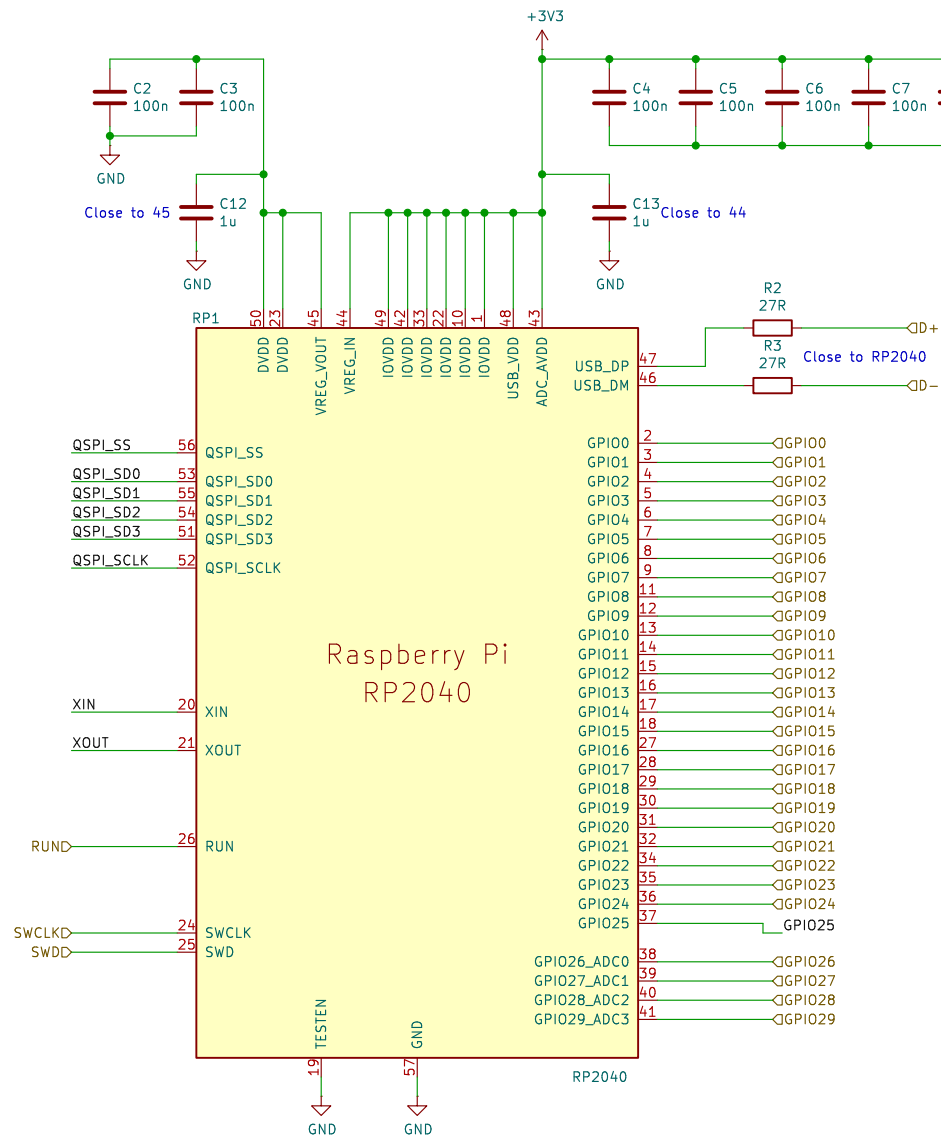 +3V3
C2
100n
C3
100n
C4
100n
C5
100n
C6
100n
C7
100n
GND
Close to 45
C12
1u
C13
1u
Close to 44
GND
GND
RP1
50
23
45
44
49
42
33
22
10
1
48
43
DVDD
DVDD
VREG_VOUT
VREG_IN
IOVDD
IOVDD
IOVDD
IOVDD
IOVDD
IOVDD
USB_VDD
ADC_AVDD
R2
27R
D+
R3
27R
Close to RP2040
D-
USB_DP 47
USB_DM 46
QSPI_SS 56 QSPI_SS
QSPI_SD0 53 QSPI_SD0
QSPI_SD1 55 QSPI_SD1
QSPI_SD2 54 QSPI_SD2
QSPI_SD3 51 QSPI_SD3
QSPI_SCLK 52 QSPI_SCLK
Raspberry Pi
RP2040
XIN 20 XIN
XOUT 21 XOUT
RUN 26 RUN
SWCLK 24 SWCLK
SWD 25 SWD
GPIO0 2 GPIO0
GPIO1 3 GPIO1
GPIO2 4 GPIO2
GPIO3 5 GPIO3
GPIO4 6 GPIO4
GPIO5 7 GPIO5
GPIO6 8 GPIO6
GPIO7 9 GPIO7
GPIO8 11 GPIO8
GPIO9 12 GPIO9
GPIO10 13 GPIO10
GPIO11 14 GPIO11
GPIO12 15 GPIO12
GPIO13 16 GPIO13
GPIO14 17 GPIO14
GPIO15 18 GPIO15
GPIO16 27 GPIO16
GPIO17 28 GPIO17
GPIO18 29 GPIO18
GPIO19 30 GPIO19
GPIO20 31 GPIO20
GPIO21 32 GPIO21
GPIO22 34 GPIO22
GPIO23 35 GPIO23
GPIO24 36 GPIO24
GPIO25 37 GPIO25
GPIO26_ADC0 38 GPIO26
GPIO27_ADC1 39 GPIO27
GPIO28_ADC2 40 GPIO28
GPIO29_ADC3 41 GPIO29
TESTEN
GND
19
57
RP2040
GND
GND